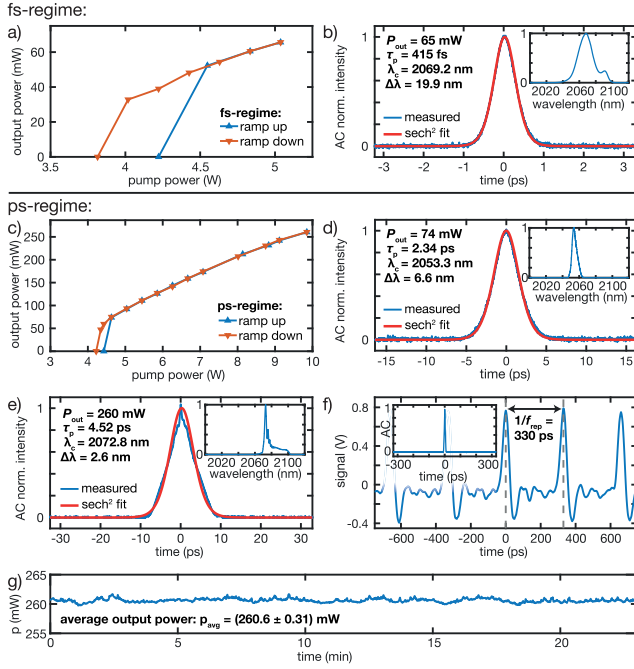 fs-regime:
a)
output power (mW)
60
40
20
0
3.5
4
4.5
5
pump power (W)
fs-regime:
ramp up
ramp down
b)
AC norm. intensity
1
0
-3
-2
-1
0
1
2
3
time (ps)
P_out = 65 mW
τ_p = 415 fs
λ_c = 2069.2 nm
Δλ = 19.9 nm
measured
sech² fit
1
0
2020
2060
2100
wavelength (nm)
ps-regime:
c)
output power (mW)
250
200
150
100
50
0
3
4
5
6
7
8
9
10
pump power (W)
ps-regime:
ramp up
ramp down
d)
AC norm. intensity
1
0
-15
-10
-5
0
5
10
15
time (ps)
P_out = 74 mW
τ_p = 2.34 ps
λ_c = 2053.3 nm
Δλ = 6.6 nm
measured
sech² fit
1
0
2020
2060
2100
wavelength (nm)
e)
AC norm. intensity
1
0
-30
-20
-10
0
10
20
30
time (ps)
P_out = 260 mW
τ_p = 4.52 ps
λ_c = 2072.8 nm
Δλ = 2.6 nm
measured
sech² fit
1
0
2020
2060
2100
wavelength (nm)
f)
signal (V)
0.8
0.4
0
-0.4
-600
-400
-200
0
200
400
600
time (ps)
AC
1
0
-300
0
300
time (ps)
1/f_rep =
330 ps
g)
p (mW)
265
260
255
0
5
10
15
20
time (min)
average output power: p_avg = (260.6 ± 0.31) mW